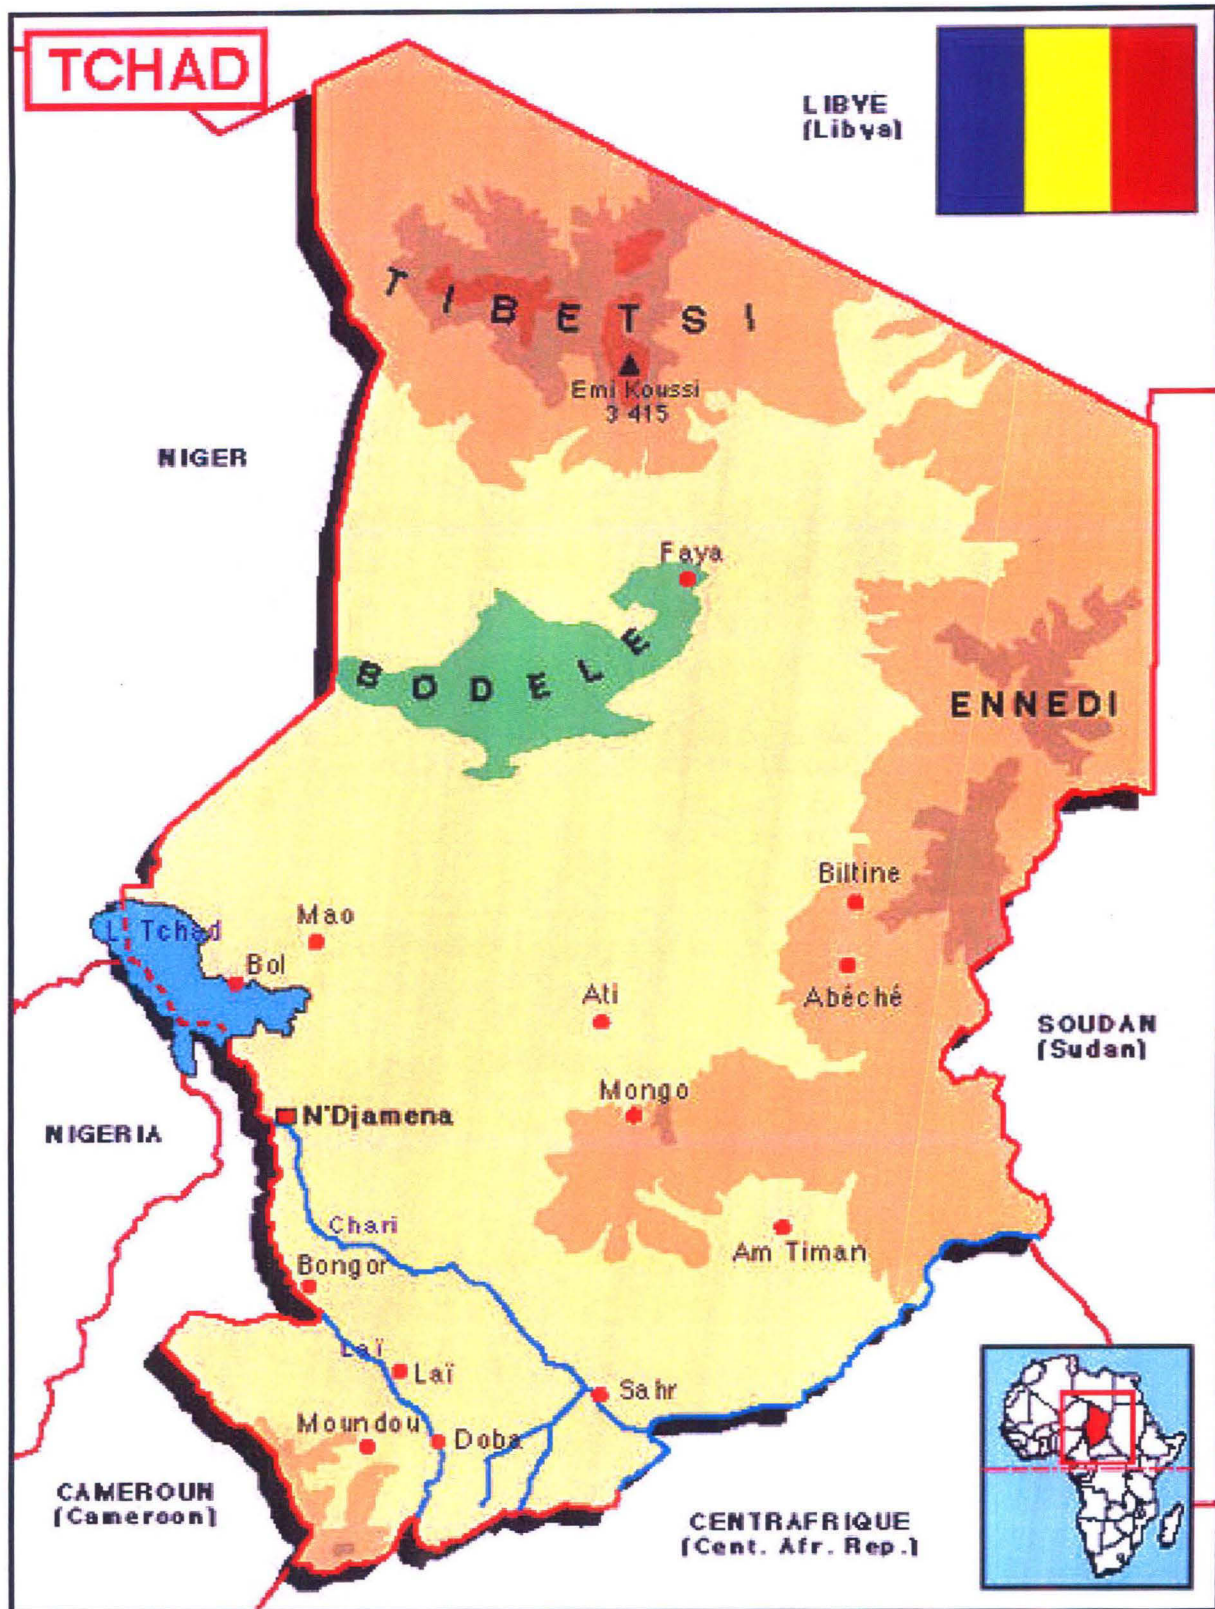 TCHAD
LIBYE
(Libya)
TIBETSI
Emi Koussi
3 415
NIGER
Faya
BODELE
ENNEDI
Biltine
Mao
L. Tchad
Bol
Ati
Abéché
SOUDAN
(Sudan)
Mongo
N'Djamena
NIGERIA
Chari
Am Timan
Bongor
Laï
Laï
Sahr
Moundou
Doba
CAMEROUN
(Cameroon)
CENTRAFRIQUE
(Cent. Afr. Rep.)